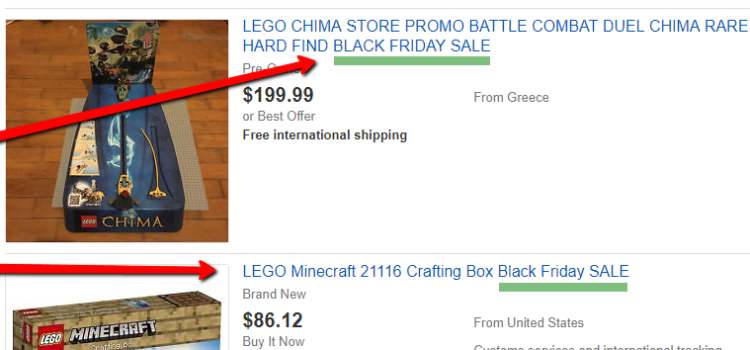 LEGO CHIMA STORE PROMO BATTLE COMBAT DUEL CHIMA RARE
HARD FIND BLACK FRIDAY SALE
$199.99
From Greece
or Best Offer
Free international shipping
LEGO CHIMA
LEGO Minecraft 21116 Crafting Box Black Friday SALE
Brand New
$86.12
From United States
Buy It Now
Customs services and international tracking
LEGO MINECRAFT
Crafting Box